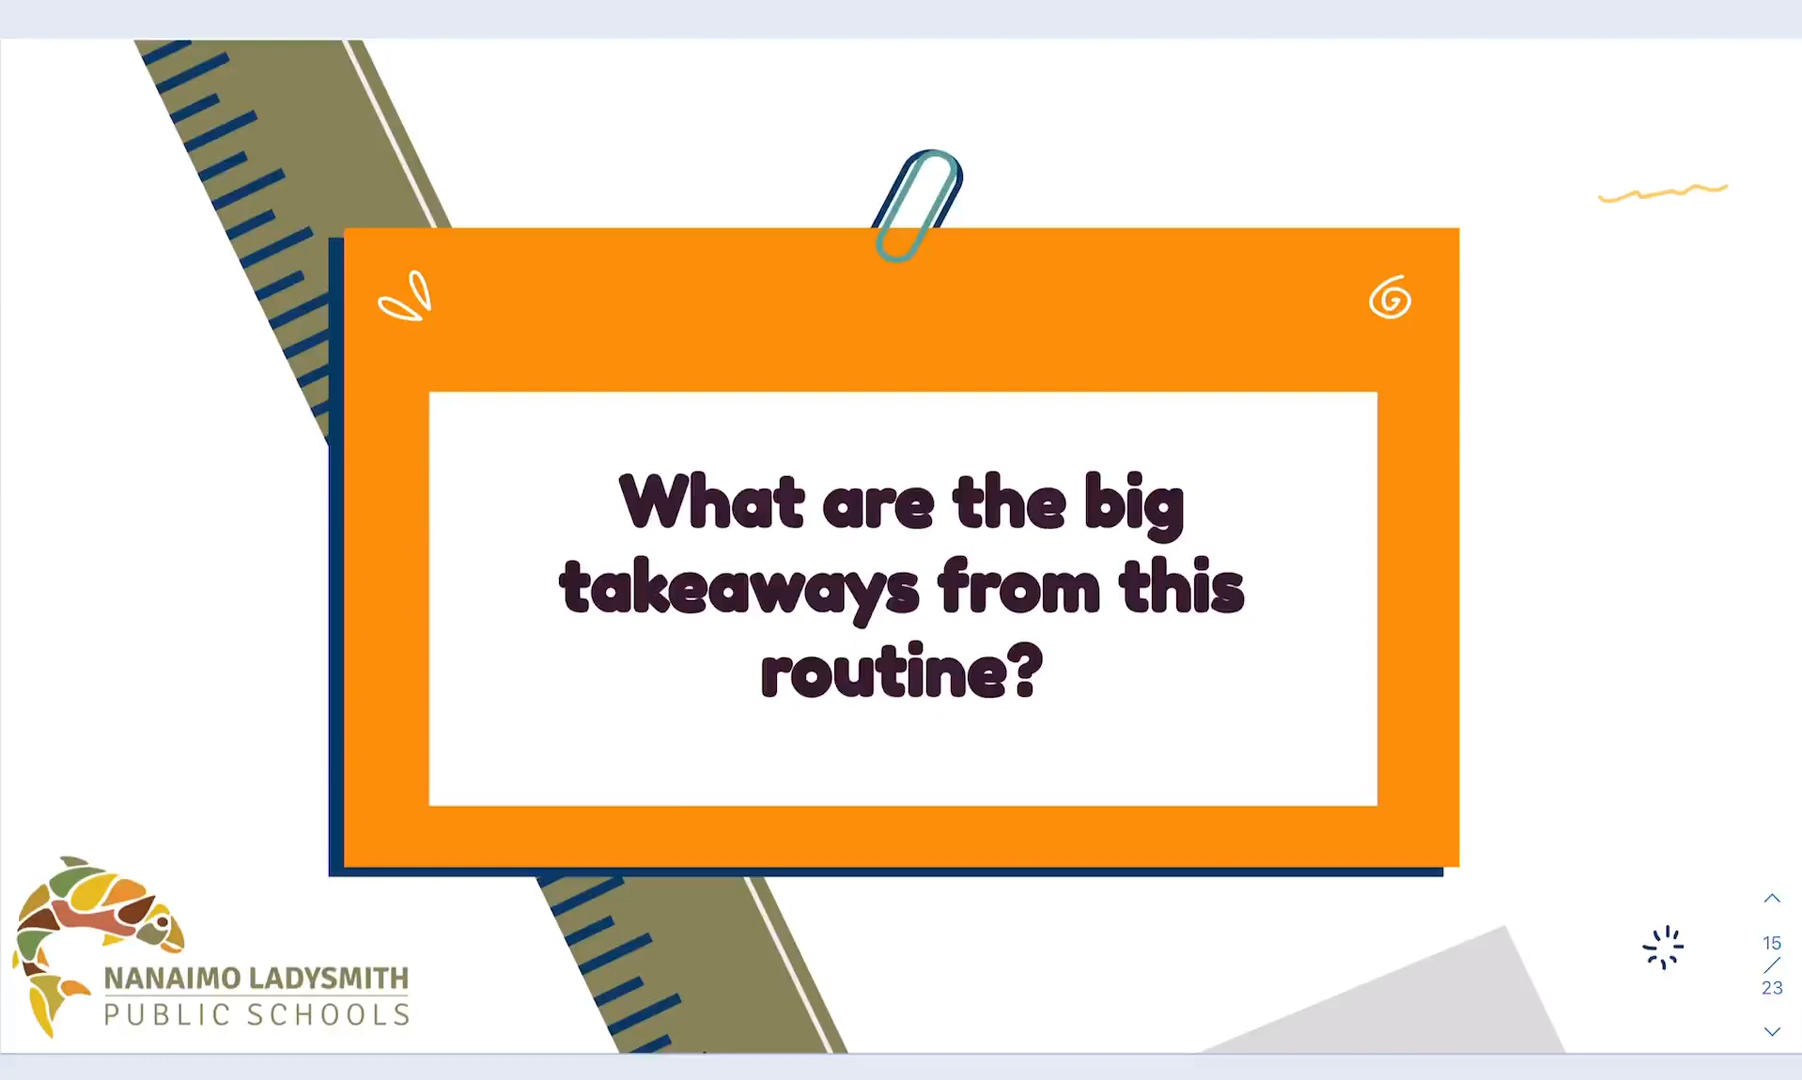 What are the big
takeaways from this
routine?
NANAIMO LADYSMITH
PUBLIC SCHOOLS
15
/
23